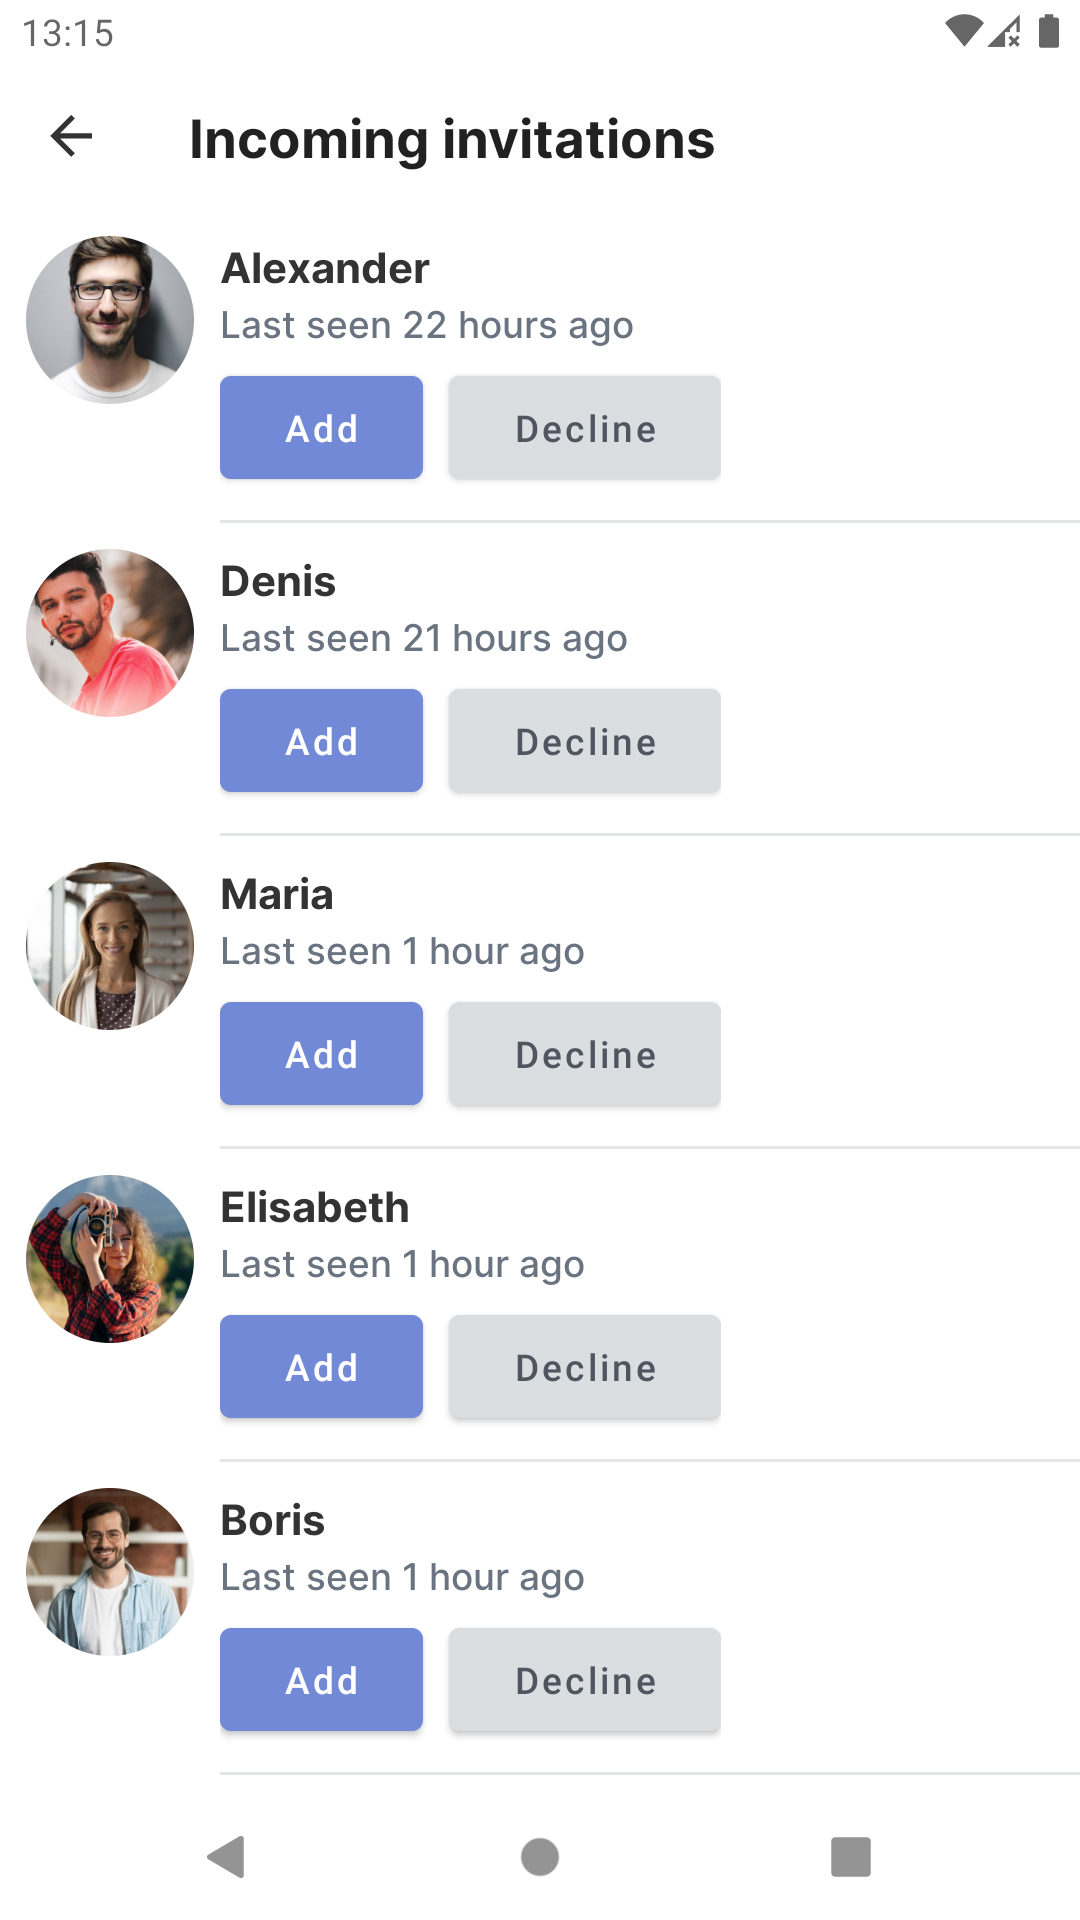 13:15
Incoming invitations
Alexander
Last seen 22 hours ago
Add Decline
Denis
Last seen 21 hours ago
Add Decline
Maria
Last seen 1 hour ago
Add Decline
Elisabeth
Last seen 1 hour ago
Add Decline
Boris
Last seen 1 hour ago
Add Decline